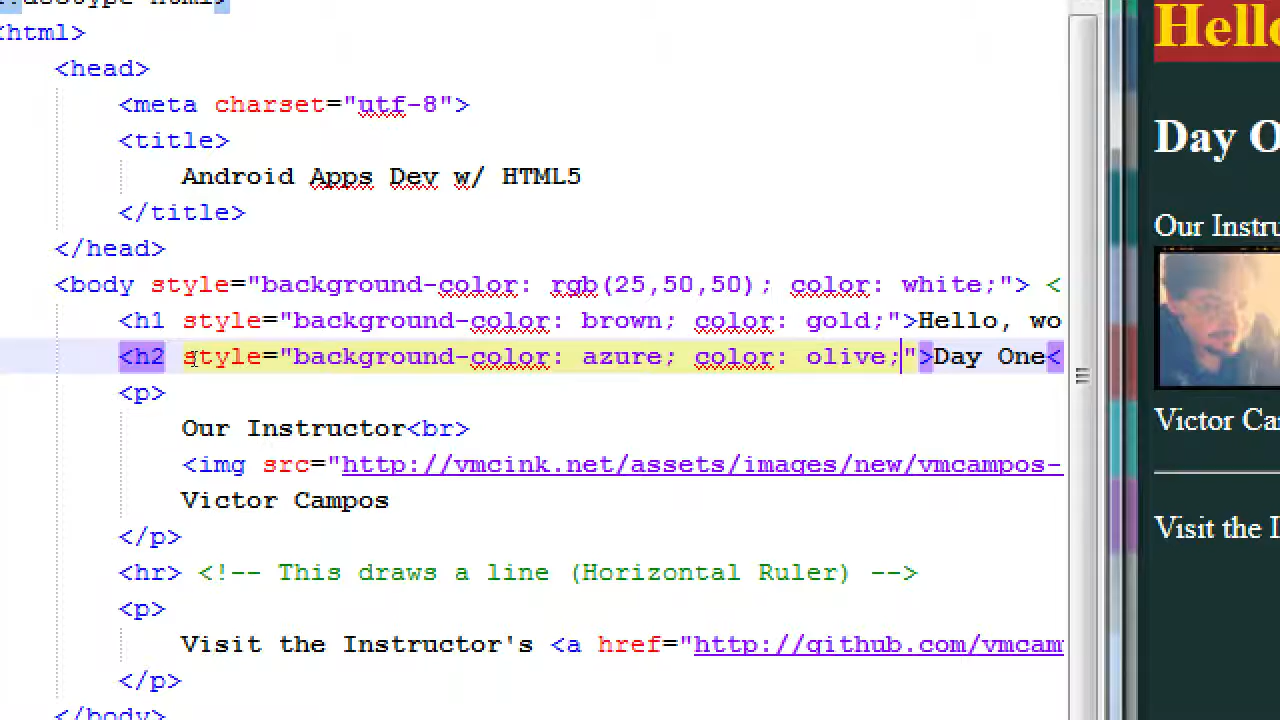 <html>
<head>
<meta charset="utf-8">
<title>
Android Apps Dev w/ HTML5
</title>
</head>
<body style="background-color: rgb(25,50,50); color: white;"> <
<h1 style="background-color: brown; color: gold;">Hello, wo
<h2 style="background-color: azure; color: olive;">Day One<
<p>
Our Instructor<br>
<img src="http://vmcink.net/assets/images/new/vmcampos-
Victor Campos
</p>
<hr> <!-- This draws a line (Horizontal Ruler) -->
<p>
Visit the Instructor's <a href="http://github.com/vmcam
</p>
</body>
Hello
Day O
Our Instru
Victor Ca
Visit the I